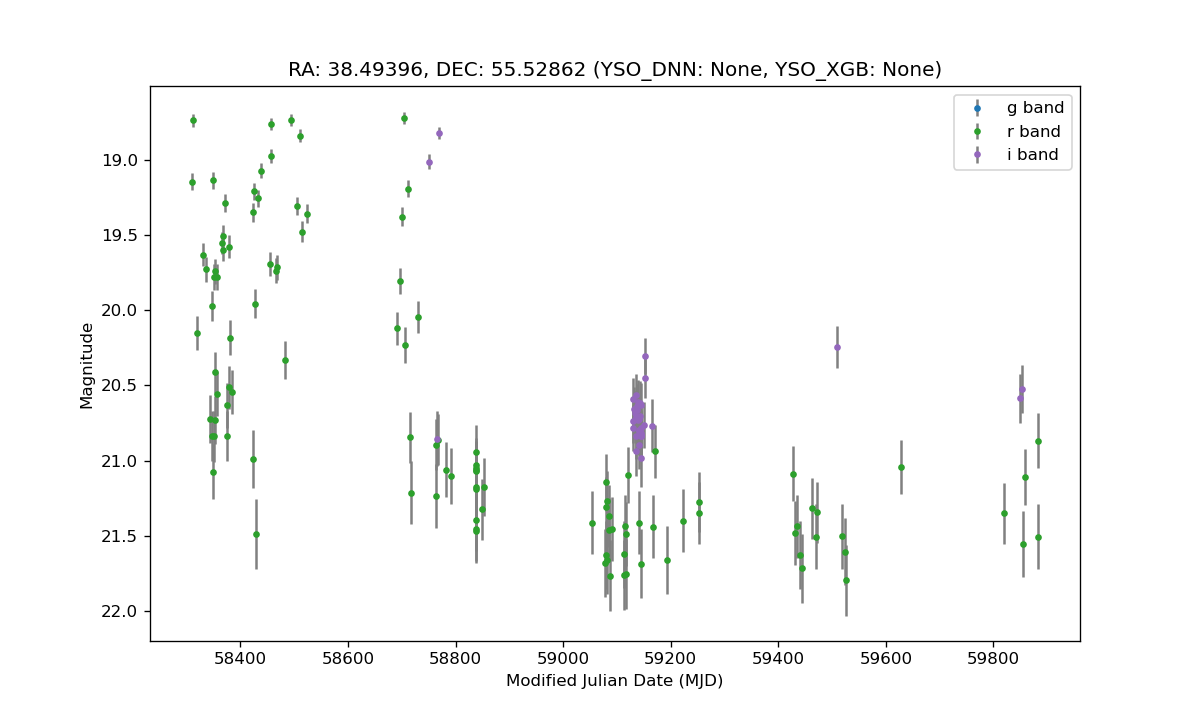 RA: 38.49396, DEC: 55.52862 (YSO_DNN: None, YSO_XGB: None)
g band
r band
i band
19.0
19.5
20.0
20.5
21.0
21.5
22.0
Magnitude
58400 58600 58800 59000 59200 59400 59600 59800
Modified Julian Date (MJD)